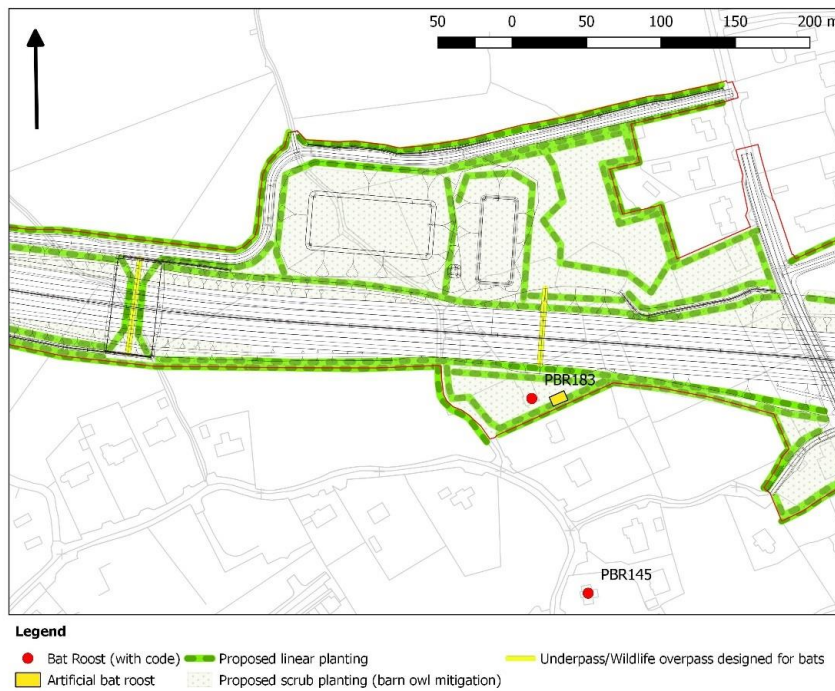 50 0 50 100 150 200 m
PBR183
PBR145
Legend
Bat Roost (with code) Proposed linear planting Underpass/Wildlife overpass designed for bats
Artificial bat roost Proposed scrub planting (barn owl mitigation)